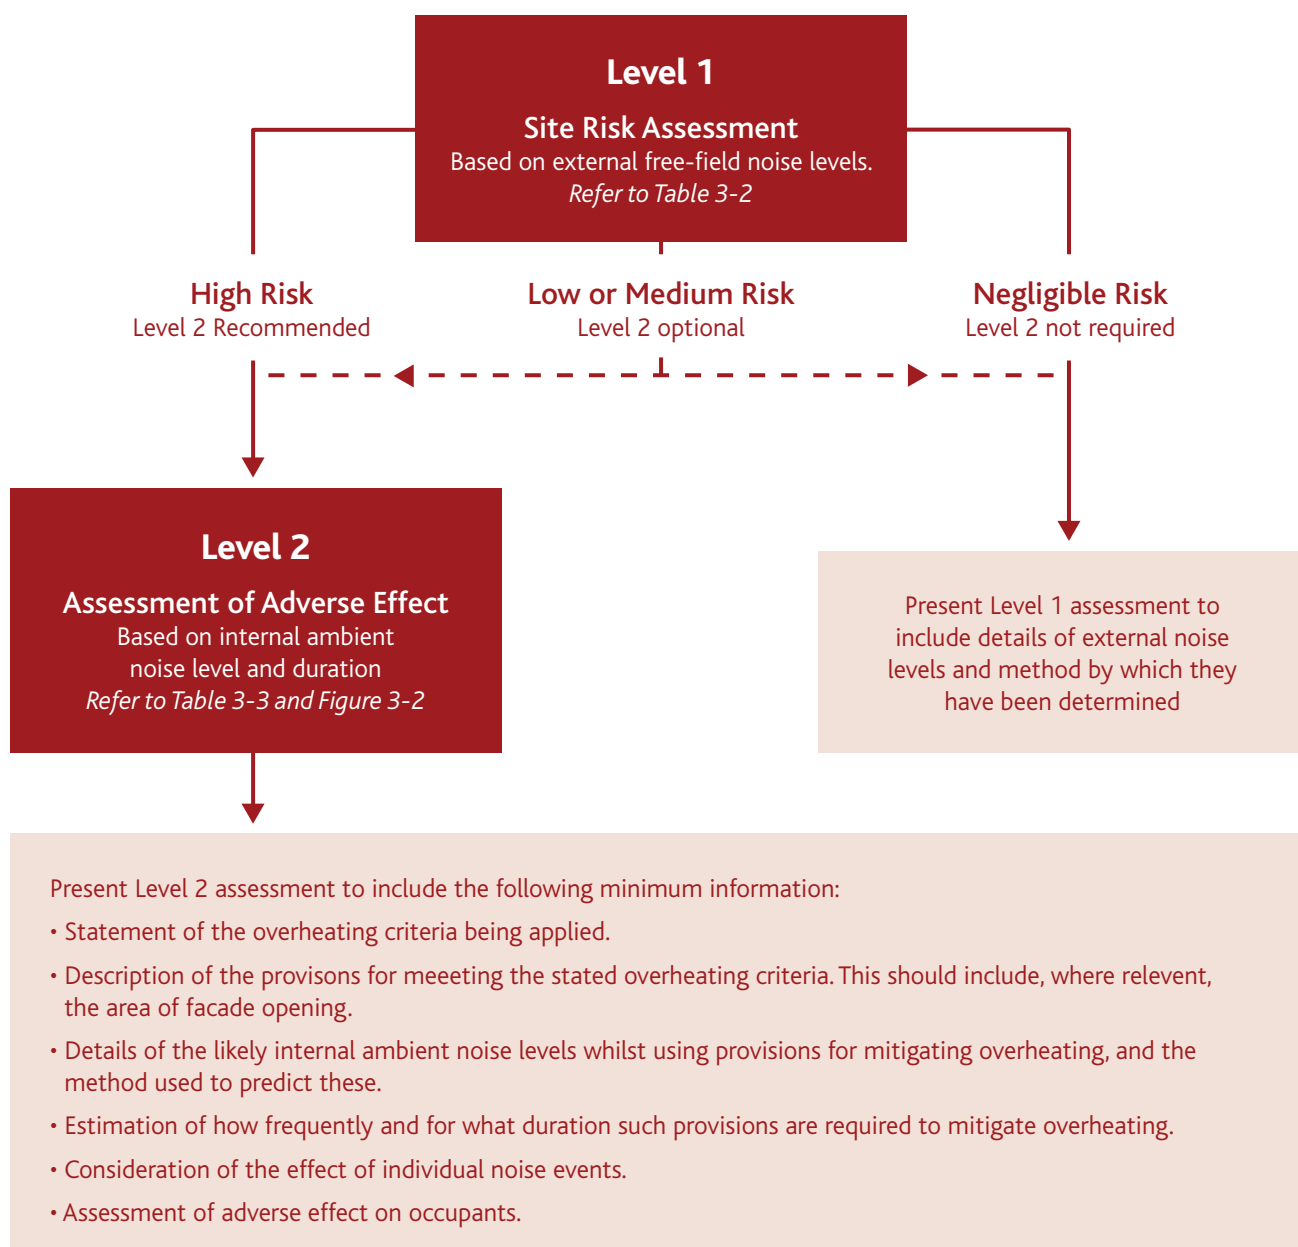 Level 1
Site Risk Assessment
Based on external free-field noise levels.
Refer to Table 3-2
High Risk
Level 2 Recommended
Low or Medium Risk
Level 2 optional
Negligible Risk
Level 2 not required
Level 2
Assessment of Adverse Effect
Based on internal ambient
noise level and duration
Refer to Table 3-3 and Figure 3-2
Present Level 1 assessment to
include details of external noise
levels and method by which they
have been determined
Present Level 2 assessment to include the following minimum information:
• Statement of the overheating criteria being applied.
• Description of the provisons for meeeting the stated overheating criteria. This should include, where relevent,
the area of facade opening.
• Details of the likely internal ambient noise levels whilst using provisions for mitigating overheating, and the
method used to predict these.
• Estimation of how frequently and for what duration such provisions are required to mitigate overheating.
• Consideration of the effect of individual noise events.
• Assessment of adverse effect on occupants.